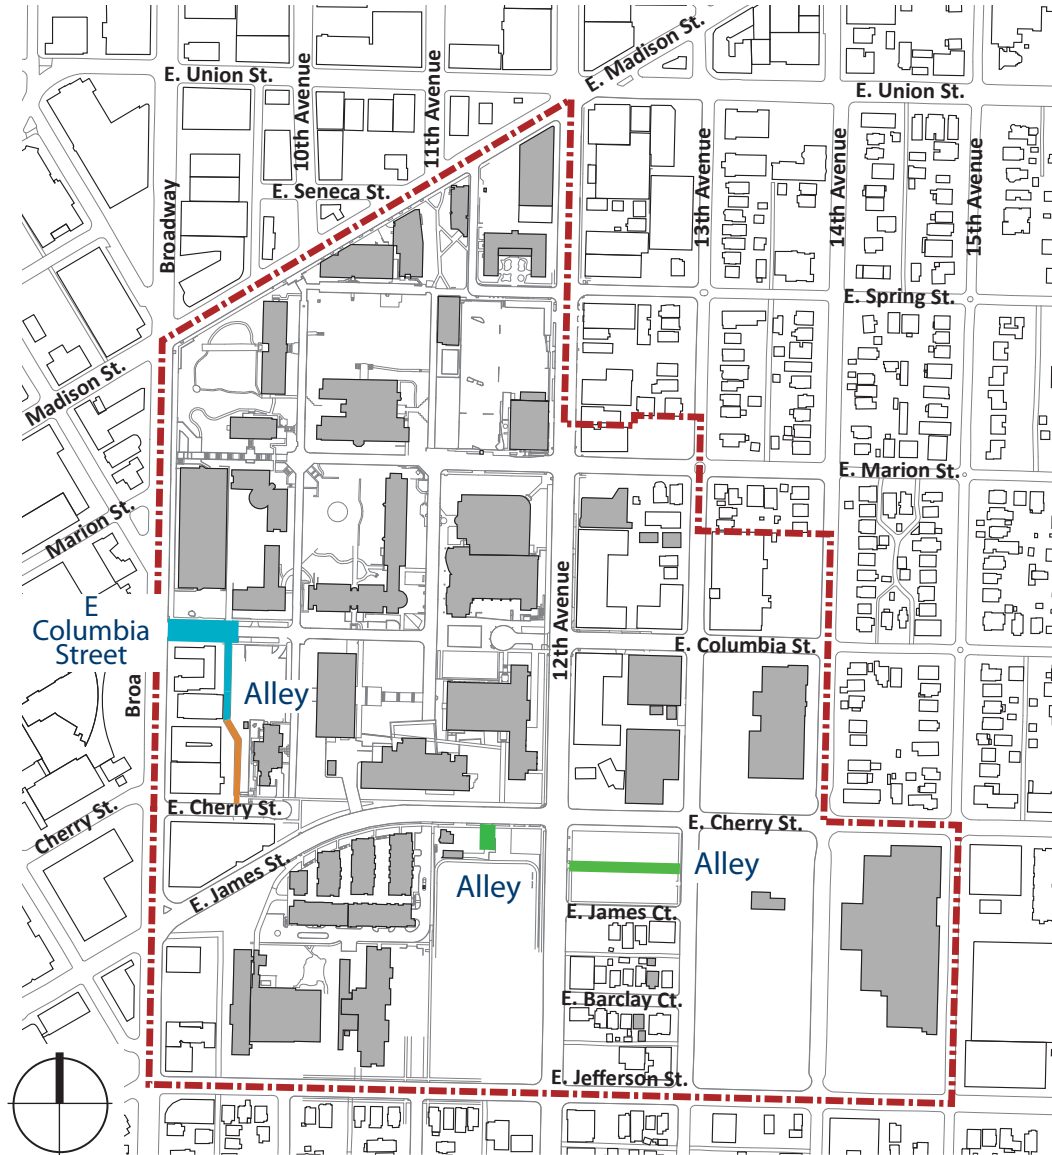 E. Madison St.
E. Union St.
E. Union St.
10th Avenue
11th Avenue
13th Avenue
14th Avenue
15th Avenue
E. Seneca St.
Broadway
E. Spring St.
Madison St.
E. Marion St.
Marion St.
12th Avenue
E
Columbia
Street
E. Columbia St.
Broa
Alley
E. Cherry St.
Cherry St.
E. Cherry St.
E. James St.
Alley
Alley
E. James Ct.
E. Barclay Ct.
E. Jefferson St.